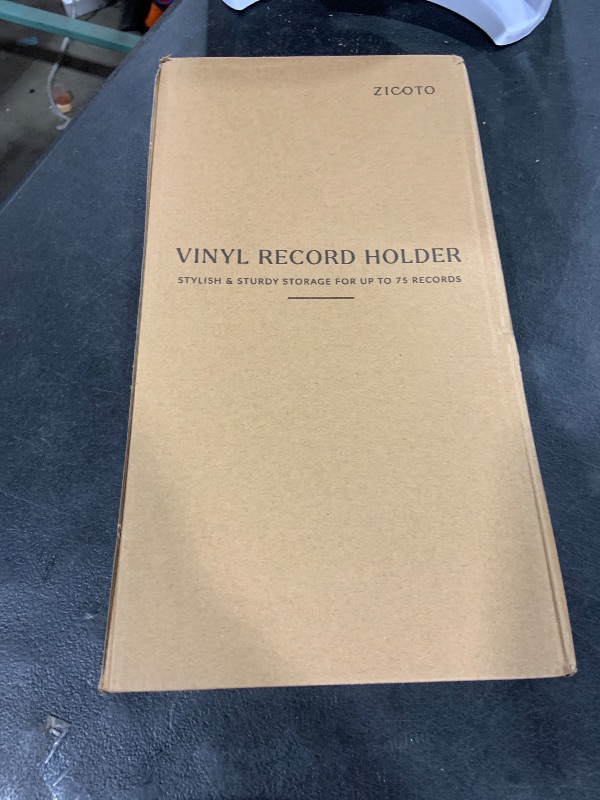 ZICOTO
VINYL RECORD HOLDER
STYLISH & STURDY STORAGE FOR UP TO 75 RECORDS